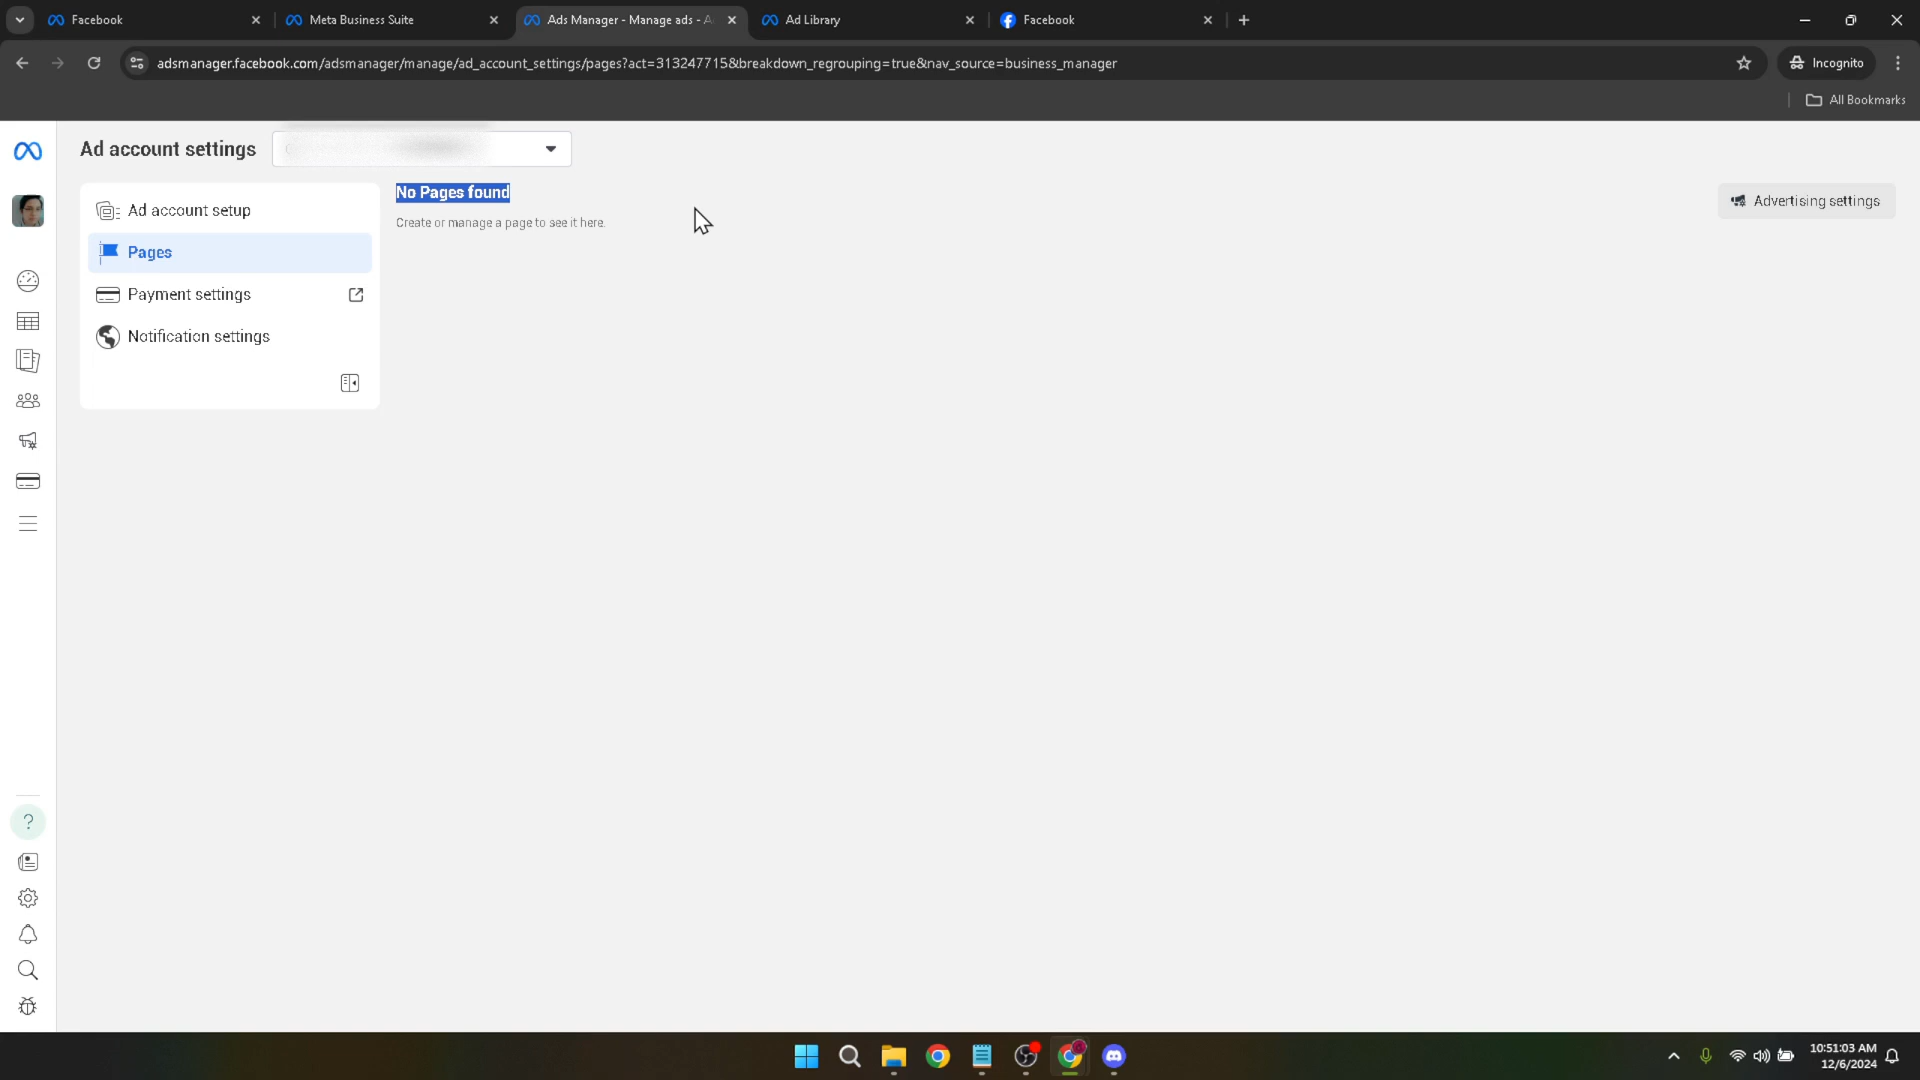 Facebook
Meta Business Suite
Ads Manager - Manage ads - A
Ad Library
Facebook
adsmanager.facebook.com/adsmanager/manage/ad_account_settings/pages?act=313247715&breakdown_regrouping=true&nav_source=business_manager
Incognito
All Bookmarks
Ad account settings
No Pages found
Create or manage a page to see it here.
Advertising settings
Ad account setup
Pages
Payment settings
Notification settings
?
10:51:03 AM
12/6/2024